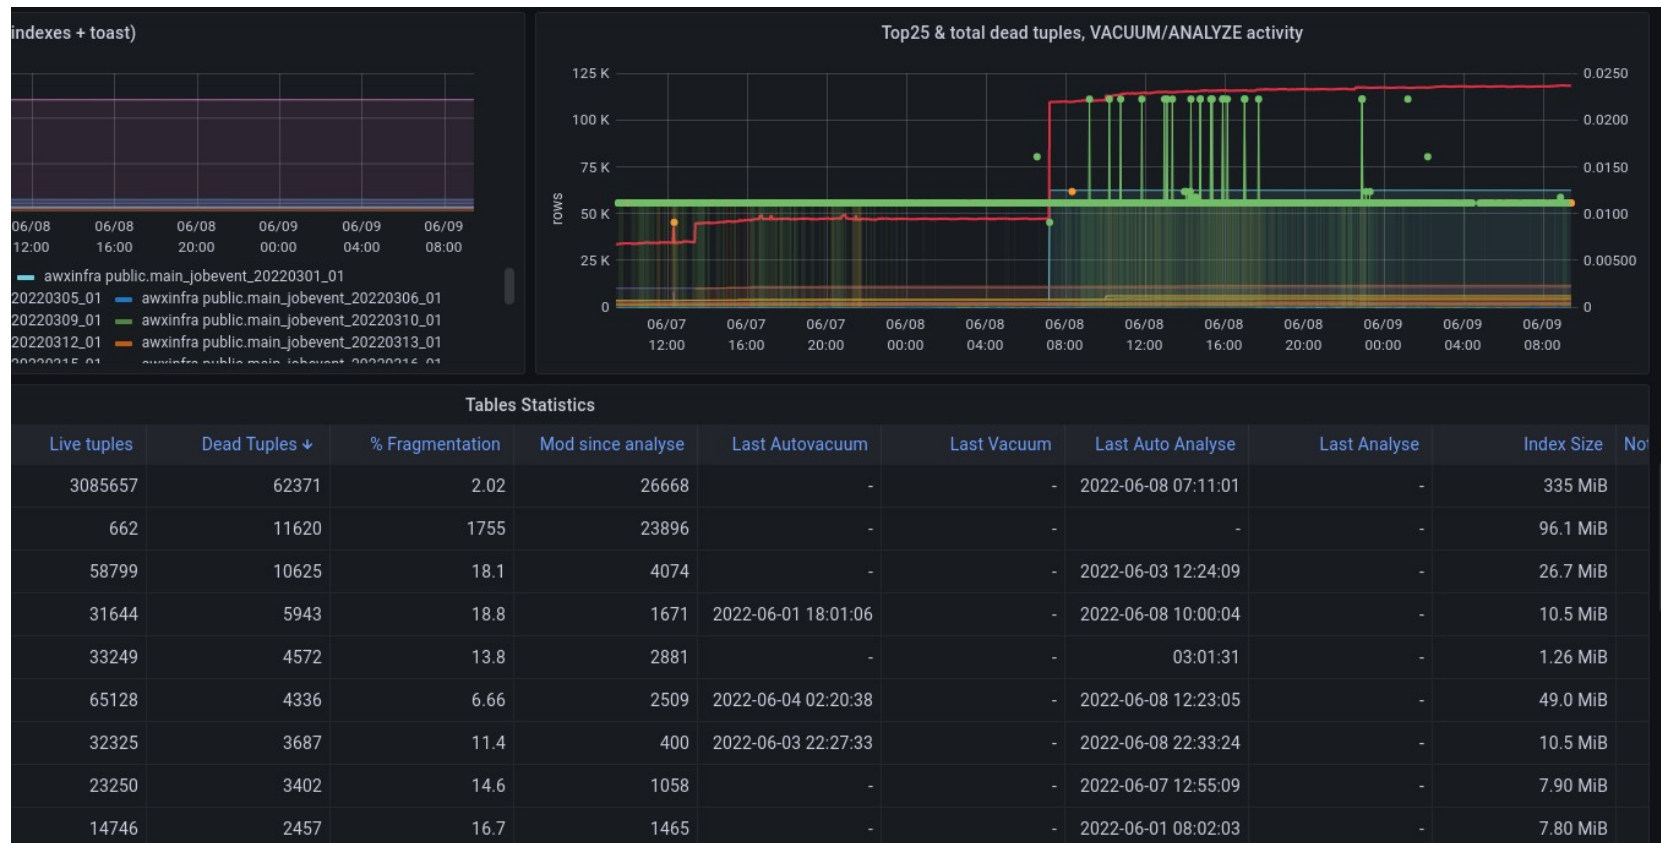 indexes + toast)
06/08 06/08 06/08 06/09 06/09 06/09
12:00 16:00 20:00 00:00 04:00 08:00
awxinfra public.main_jobevent_20220301_01
20220305_01 awxinfra public.main_jobevent_20220306_01
20220309_01 awxinfra public.main_jobevent_20220310_01
20220312_01 awxinfra public.main_jobevent_20220313_01
20220315_01 awxinfra public.main_jobevent_20220316_01
Top25 & total dead tuples, VACUUM/ANALYZE activity
125 K 0.0250
100 K 0.0200
75 K 0.0150
rows
50 K 0.0100
25 K 0.00500
0 0
06/07 06/07 06/07 06/08 06/08 06/08 06/08 06/08 06/08 06/09 06/09 06/09
12:00 16:00 20:00 00:00 04:00 08:00 12:00 16:00 20:00 00:00 04:00 08:00
Tables Statistics
Live tuples Dead Tuples ↓ % Fragmentation Mod since analyse Last Autovacuum Last Vacuum Last Auto Analyse Last Analyse Index Size
3085657 62371 2.02 26668 - - 2022-06-08 07:11:01 - 335 MiB
662 11620 1755 23896 - - - - 96.1 MiB
58799 10625 18.1 4074 - - 2022-06-03 12:24:09 - 26.7 MiB
31644 5943 18.8 1671 2022-06-01 18:01:06 - 2022-06-08 10:00:04 - 10.5 MiB
33249 4572 13.8 2881 - - 03:01:31 - 1.26 MiB
65128 4336 6.66 2509 2022-06-04 02:20:38 - 2022-06-08 12:23:05 - 49.0 MiB
32325 3687 11.4 400 2022-06-03 22:27:33 - 2022-06-08 22:33:24 - 10.5 MiB
23250 3402 14.6 1058 - - 2022-06-07 12:55:09 - 7.90 MiB
14746 2457 16.7 1465 - - 2022-06-01 08:02:03 - 7.80 MiB